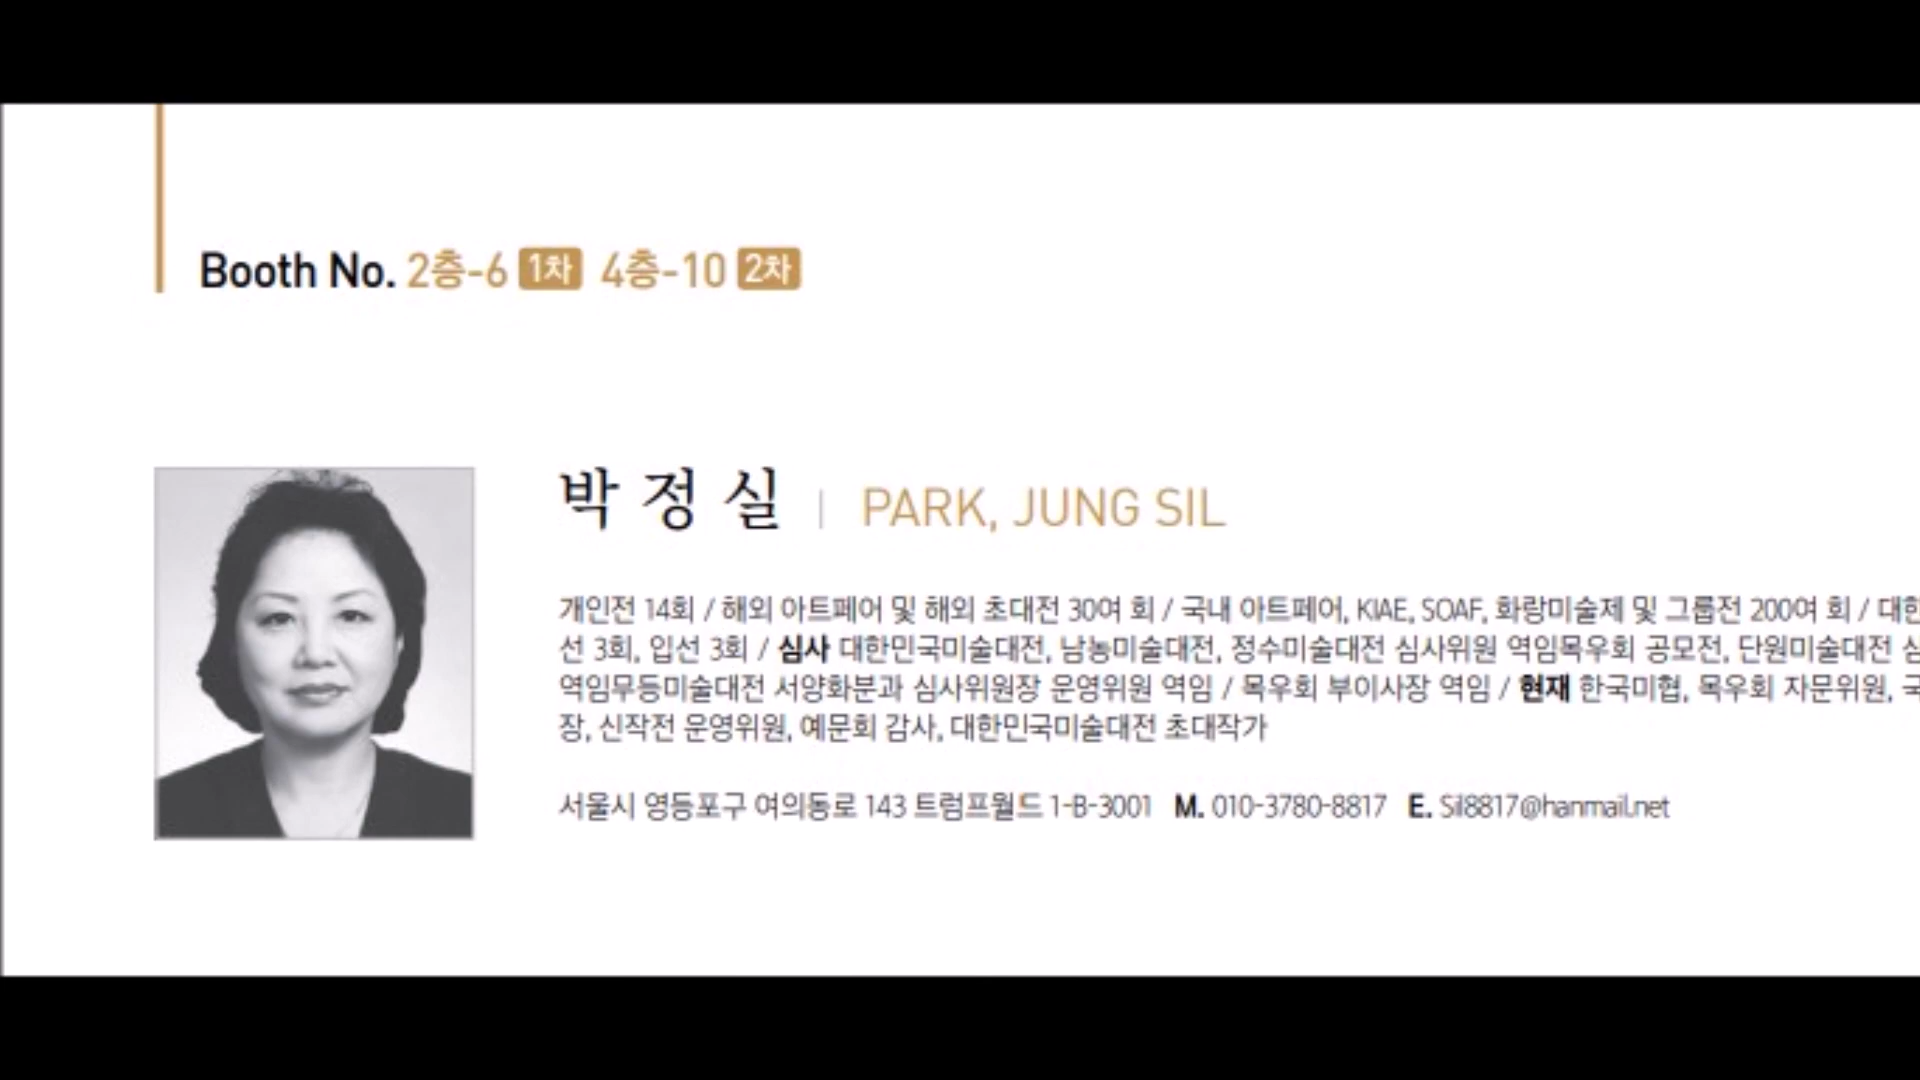 Booth No. 2층-6 1차 4층-10 2차
박 정 실 | PARK, JUNG SIL
개인전 14회 / 해외 아트페어 및 해외 초대전 30여 회 / 국내 아트페어, KIAE, SOAF, 화랑미술제 및 그룹전 200여 회 / 대한
선 3회, 입선 3회 / 심사 대한민국미술대전, 남농미술대전, 정수미술대전 심사위원 역임목우회 공모전, 단원미술대전 심
역임무등미술대전 서양화분과 심사위원장 운영위원 역임 / 목우회 부이사장 역임 / 현재 한국미협, 목우회 자문위원, 국
장, 신작전 운영위원, 예문회 감사, 대한민국미술대전 초대작가
서울시 영등포구 여의동로 143 트럼프월드 1-B-3001 M. 010-3780-8817 E. Sil8817@hanmail.net